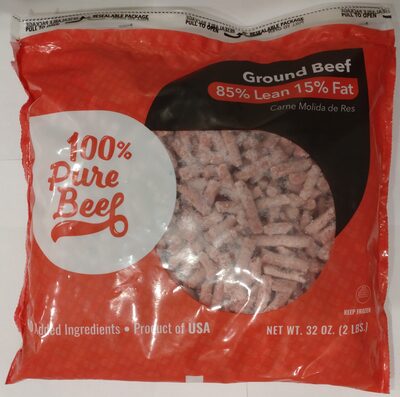 RESEALABLE PACKAGE
PULL TO OPEN
Ground Beef
85% Lean 15% Fat
Carne Molida de Res
100%
Pure
Beef
Added Ingredients • Product of USA
KEEP FROZEN
NET WT. 32 OZ. (2 LBS.)